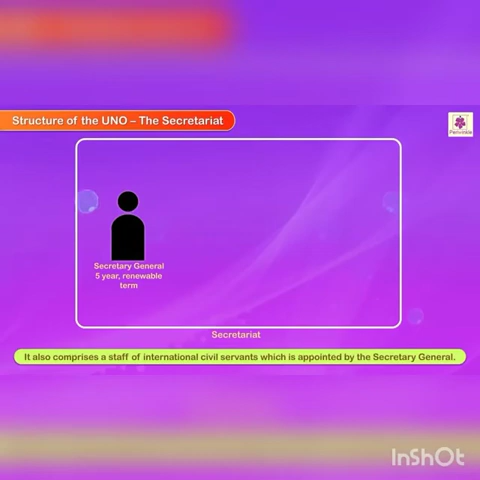 Structure of the UNO – The Secretariat
Periwinkle
Secretary General
5 year, renewable
term
Secretariat
It also comprises a staff of international civil servants which is appointed by the Secretary General.
InShOt